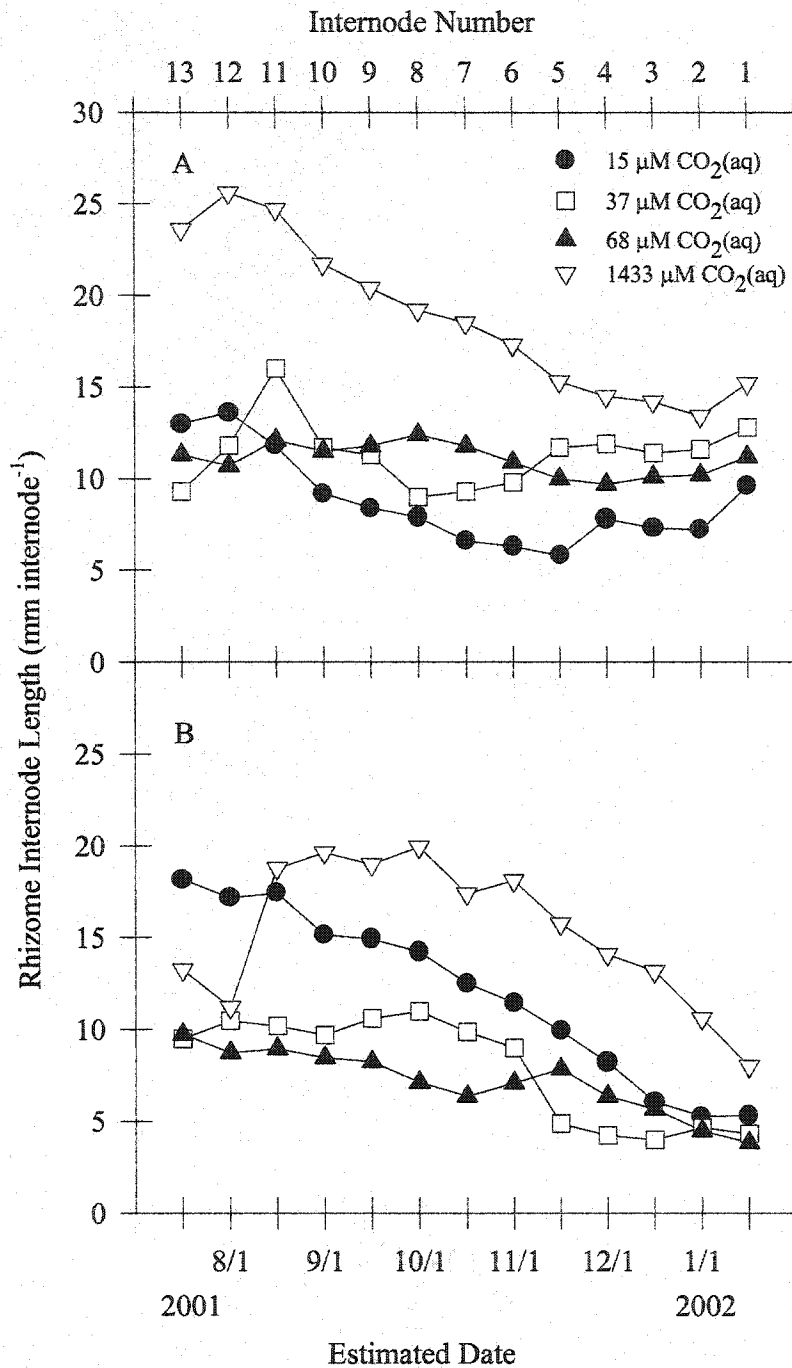 Internode Number
13 12 11 10 9 8 7 6 5 4 3 2 1
30
A
15 μM CO2(aq)
37 μM CO2(aq)
68 μM CO2(aq)
1433 μM CO2(aq)
25
20
15
10
5
0
Rhizome Internode Length (mm internode-1)
B
25
20
15
10
5
0
8/1 9/1 10/1 11/1 12/1 1/1
2001 2002
Estimated Date